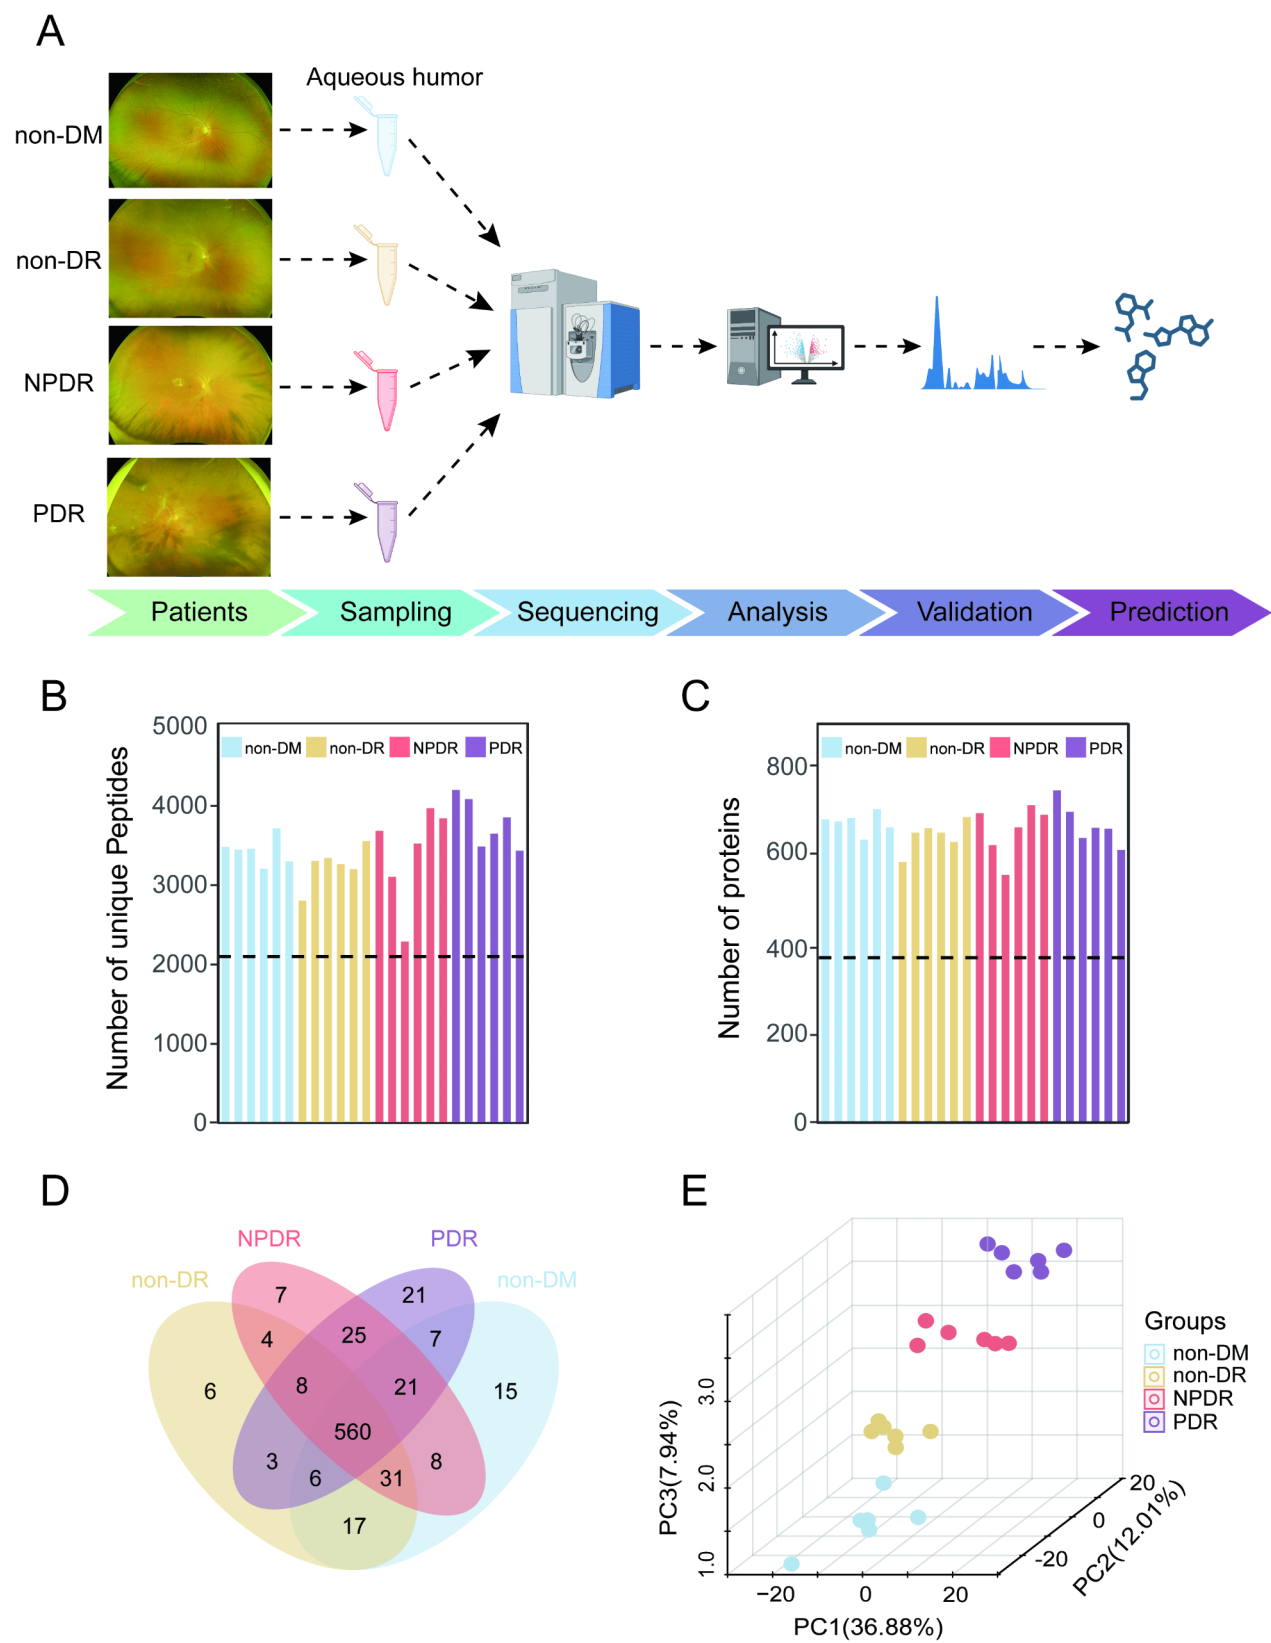 A
Aqueous humor
non-DM
non-DR
NPDR
PDR
Patients Sampling Sequencing Analysis Validation Prediction
B
Number of unique Peptides
5000
4000
3000
2000
1000
0
non-DM non-DR NPDR PDR
C
Number of proteins
800
600
400
200
0
non-DM non-DR NPDR PDR
D
NPDR PDR
non-DR non-DM
7 21
4 25 7
6 8 21 15
560
3 6 31 8
17
E
PC3(7.94%)
3.0
2.0
1.0
−20 0 20
PC1(36.88%)
20
0
-20
PC2(12.01%)
Groups
non-DM
non-DR
NPDR
PDR